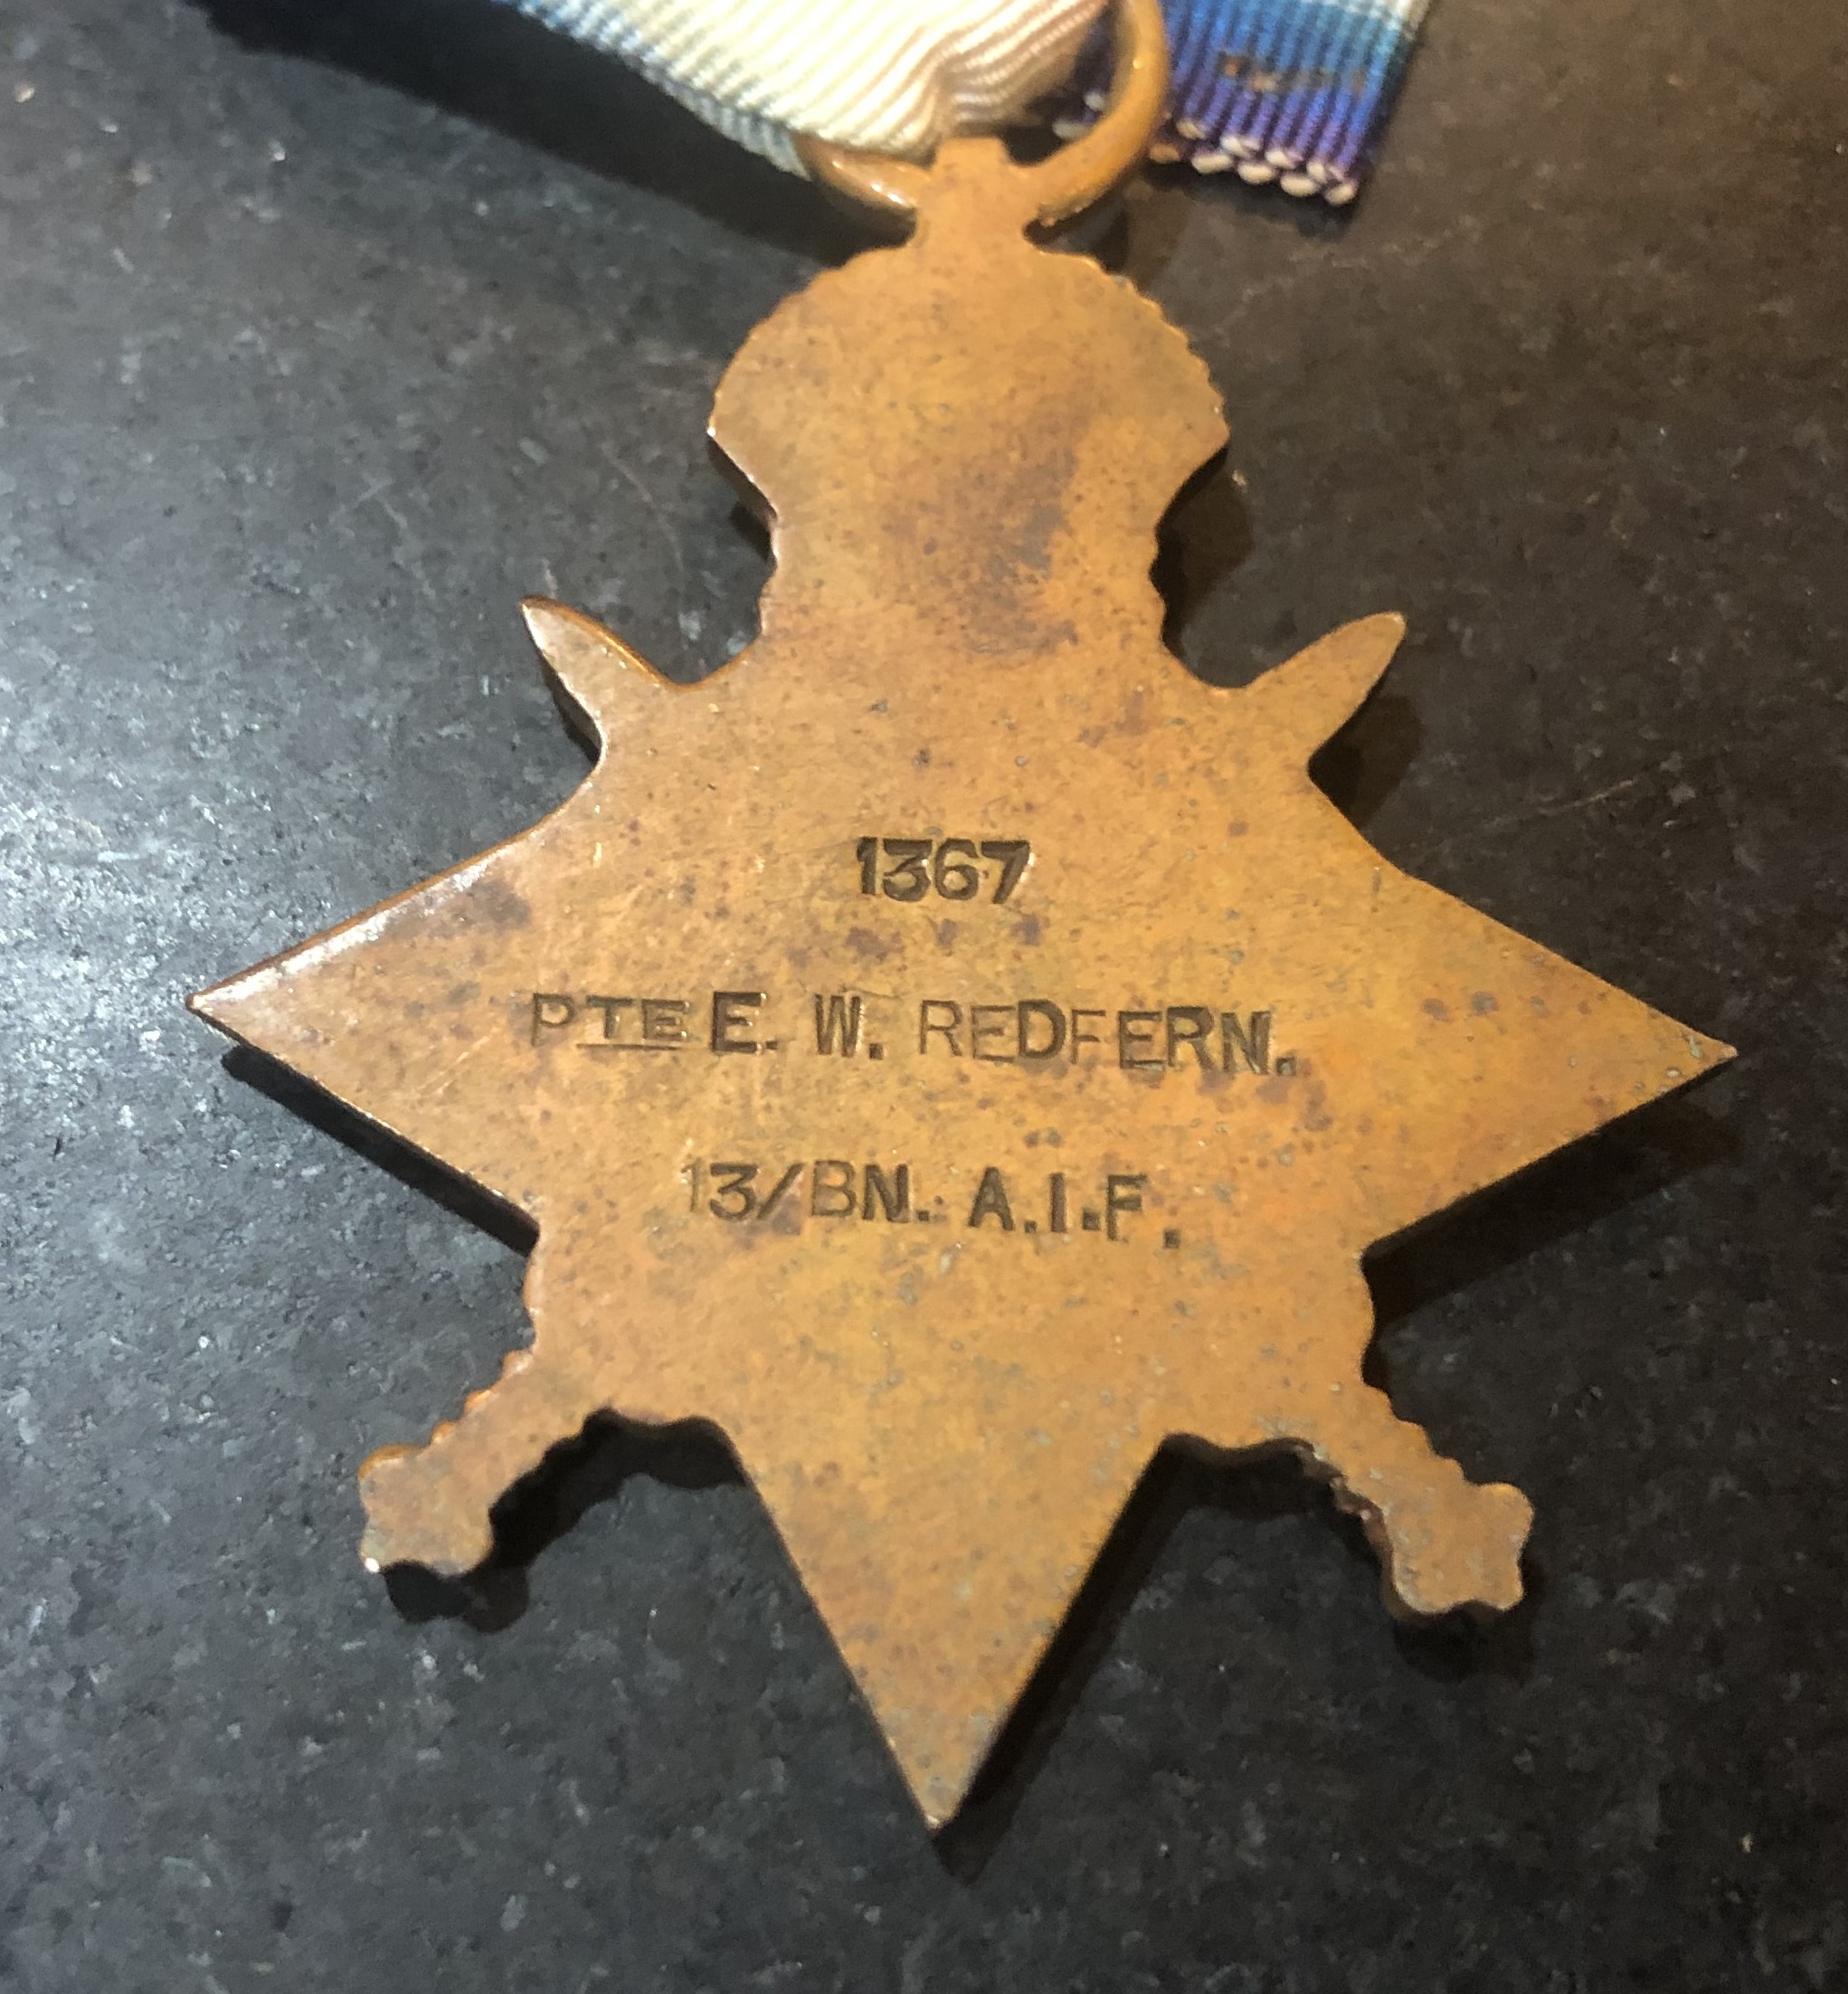 1367
PTE E. W. REDFERN.
13/BN. A.I.F.